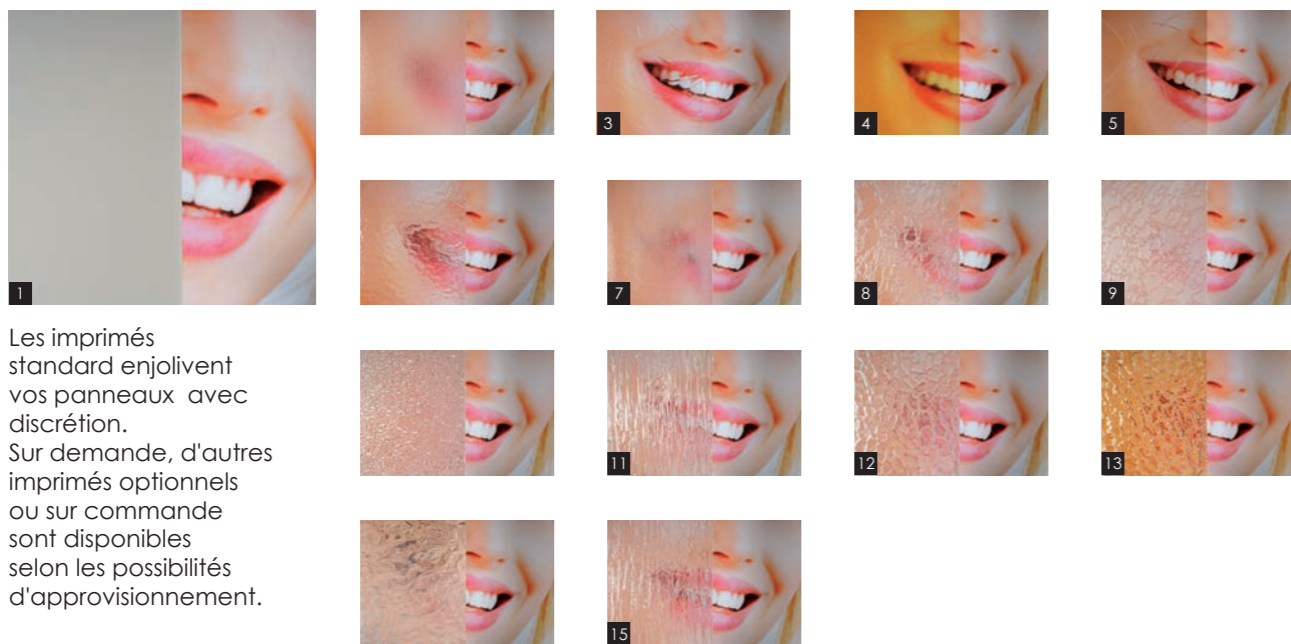 1
3
4
5
7
8
9
11
12
13
15
Les imprimés
standard enjolivent
vos panneaux avec
discrétion.
Sur demande, d'autres
imprimés optionnels
ou sur commande
sont disponibles
selon les possibilités
d'approvisionnement.